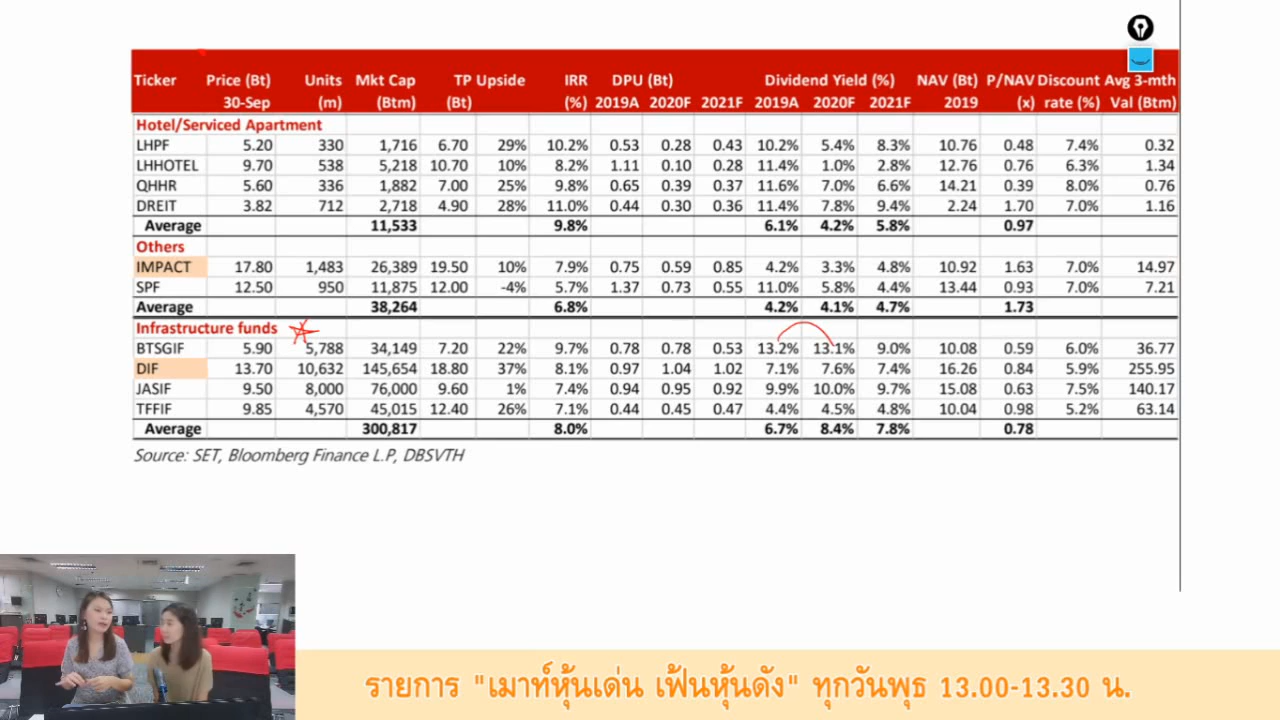 Ticker Price (Bt) Units Mkt Cap TP Upside IRR DPU (Bt) Dividend Yield (%) NAV (Bt) P/NAV Discount Avg 3-mth
30-Sep (m) (Btm) (Bt) (%) 2019A 2020F 2021F 2019A 2020F 2021F 2019 (x) rate (%) Val (Btm)
Hotel/Serviced Apartment
LHPF 5.20 330 1,716 6.70 29% 10.2% 0.53 0.28 0.43 10.2% 5.4% 8.3% 10.76 0.48 7.4% 0.32
LHHOTEL 9.70 538 5,218 10.70 10% 8.2% 1.11 0.10 0.28 11.4% 1.0% 2.8% 12.76 0.76 6.3% 1.34
QHHR 5.60 336 1,882 7.00 25% 9.8% 0.65 0.39 0.37 11.6% 7.0% 6.6% 14.21 0.39 8.0% 0.76
DREIT 3.82 712 2,718 4.90 28% 11.0% 0.44 0.30 0.36 11.4% 7.8% 9.4% 2.24 1.70 7.0% 1.16
Average 11,533 9.8% 6.1% 4.2% 5.8% 0.97
Others
IMPACT 17.80 1,483 26,389 19.50 10% 7.9% 0.75 0.59 0.85 4.2% 3.3% 4.8% 10.92 1.63 7.0% 14.97
SPF 12.50 950 11,875 12.00 -4% 5.7% 1.37 0.73 0.55 11.0% 5.8% 4.4% 13.44 0.93 7.0% 7.21
Average 38,264 6.8% 4.2% 4.1% 4.7% 1.73
Infrastructure funds
BTSGIF 5.90 5,788 34,149 7.20 22% 9.7% 0.78 0.78 0.53 13.2% 13.1% 9.0% 10.08 0.59 6.0% 36.77
DIF 13.70 10,632 145,654 18.80 37% 8.1% 0.97 1.04 1.02 7.1% 7.6% 7.4% 16.26 0.84 5.9% 255.95
JASIF 9.50 8,000 76,000 9.60 1% 7.4% 0.94 0.95 0.92 9.9% 10.0% 9.7% 15.08 0.63 7.5% 140.17
TFFIF 9.85 4,570 45,015 12.40 26% 7.1% 0.44 0.45 0.47 4.4% 4.5% 4.8% 10.04 0.98 5.2% 63.14
Average 300,817 8.0% 6.7% 8.4% 7.8% 0.78
Source: SET, Bloomberg Finance L.P, DBSVTH
รายการ "เมาท์หุ้นเด่น เฟ้นหุ้นดัง" ทุกวันพุธ 13.00-13.30 น.